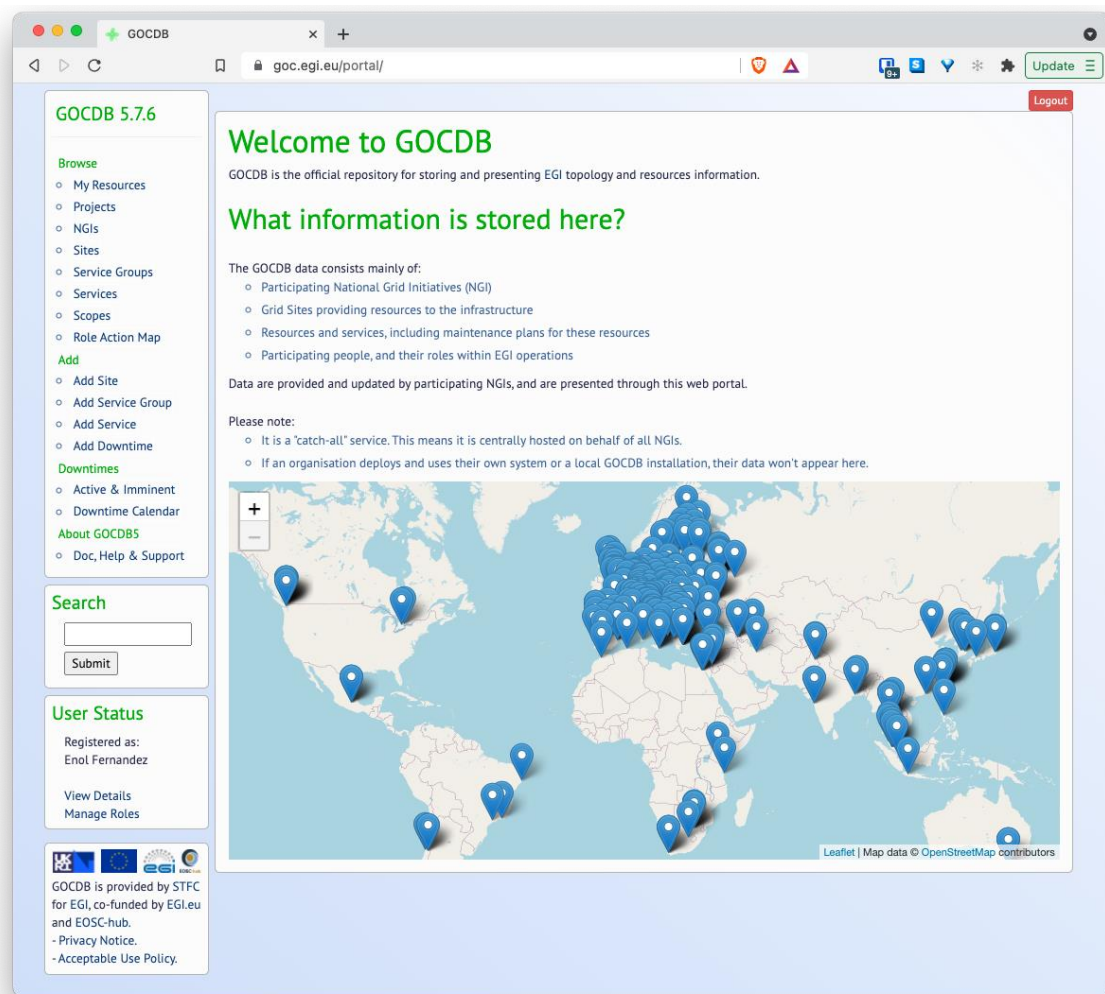 GOCDB
goc.egi.eu/portal/
9+
S
Update
GOCDB 5.7.6
Browse
My Resources
Projects
NGIs
Sites
Service Groups
Services
Scopes
Role Action Map
Add
Add Site
Add Service Group
Add Service
Add Downtime
Downtimes
Active & Imminent
Downtime Calendar
About GOCDB5
Doc, Help & Support
Search
Submit
User Status
Registered as:
Enol Fernandez
View Details
Manage Roles
UK
RI
egi
EOSC-hub
GOCDB is provided by STFC
for EGI, co-funded by EGI.eu
and EOSC-hub.
- Privacy Notice.
- Acceptable Use Policy.
Logout
Welcome to GOCDB
GOCDB is the official repository for storing and presenting EGI topology and resources information.
What information is stored here?
The GOCDB data consists mainly of:
Participating National Grid Initiatives (NGI)
Grid Sites providing resources to the infrastructure
Resources and services, including maintenance plans for these resources
Participating people, and their roles within EGI operations
Data are provided and updated by participating NGIs, and are presented through this web portal.
Please note:
It is a "catch-all" service. This means it is centrally hosted on behalf of all NGIs.
If an organisation deploys and uses their own system or a local GOCDB installation, their data won't appear here.
+
−
Leaflet | Map data © OpenStreetMap contributors